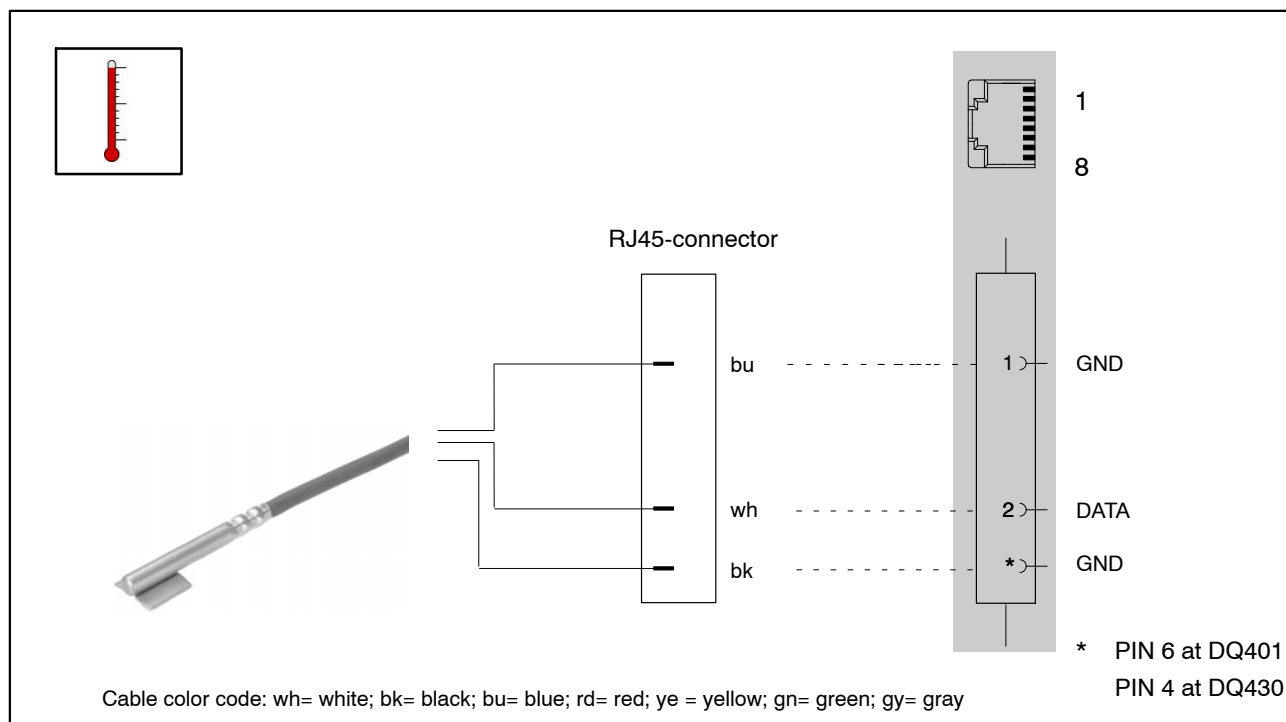 1
8
RJ45-connector
bu
1
GND
wh
2
DATA
bk
*
GND
* PIN 6 at DQ401
PIN 4 at DQ430
Cable color code: wh= white; bk= black; bu= blue; rd= red; ye = yellow; gn= green; gy= gray